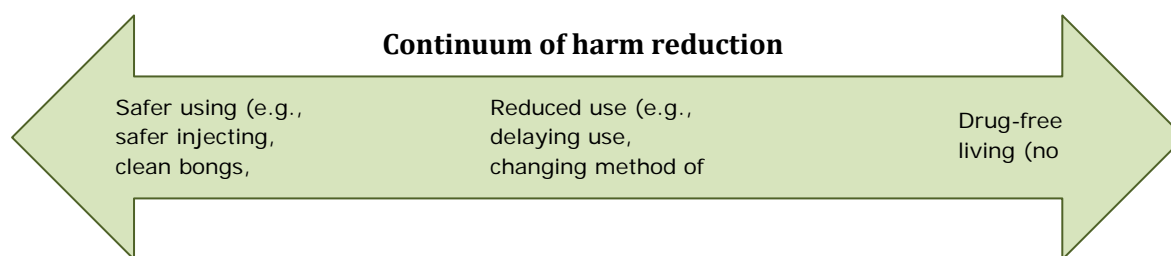 Continuum of harm reduction
Safer using (e.g.,
safer injecting,
clean bongs,
Reduced use (e.g.,
delaying use,
changing method of
Drug-free
living (no